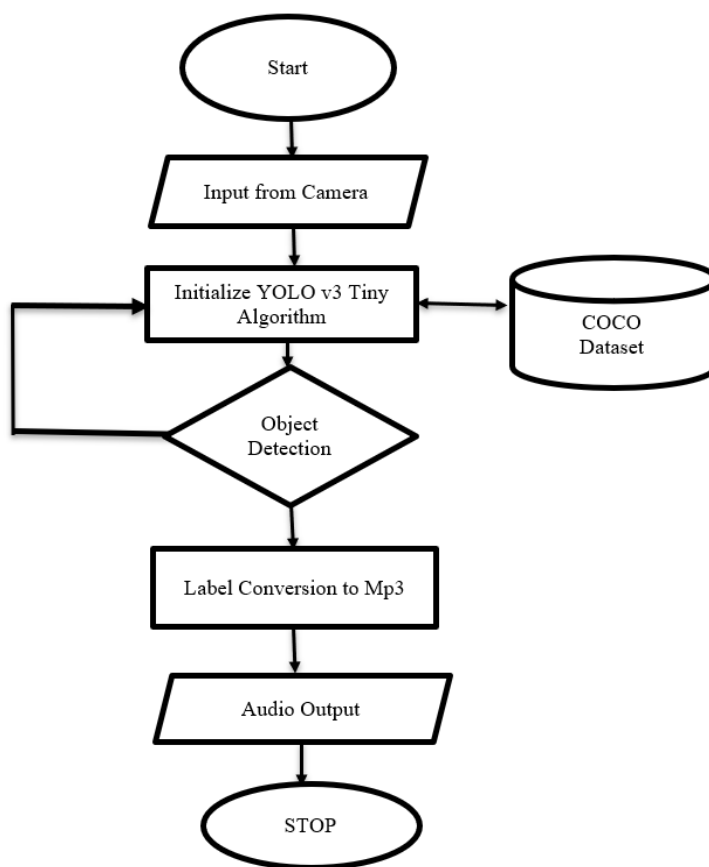 Start
Input from Camera
Initialize YOLO v3 Tiny
Algorithm
COCO
Dataset
Object
Detection
Label Conversion to Mp3
Audio Output
STOP